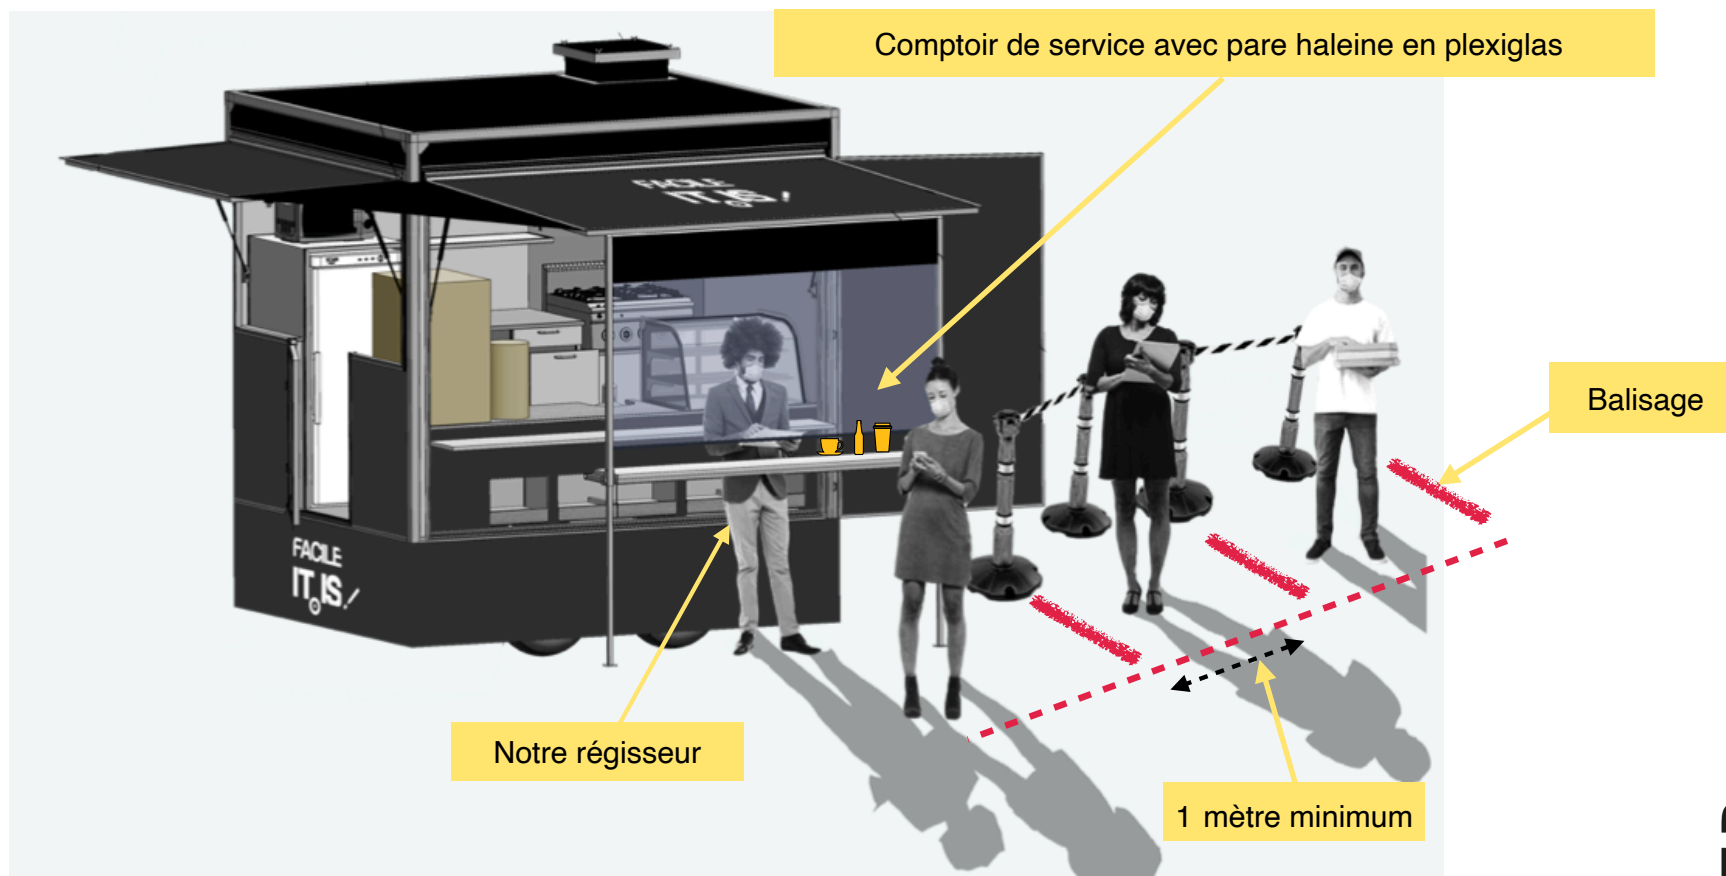 Comptoir de service avec pare haleine en plexiglas
FACILE
IT IS!
Balisage
FACILE
IT IS!
Notre régisseur
1 mètre minimum